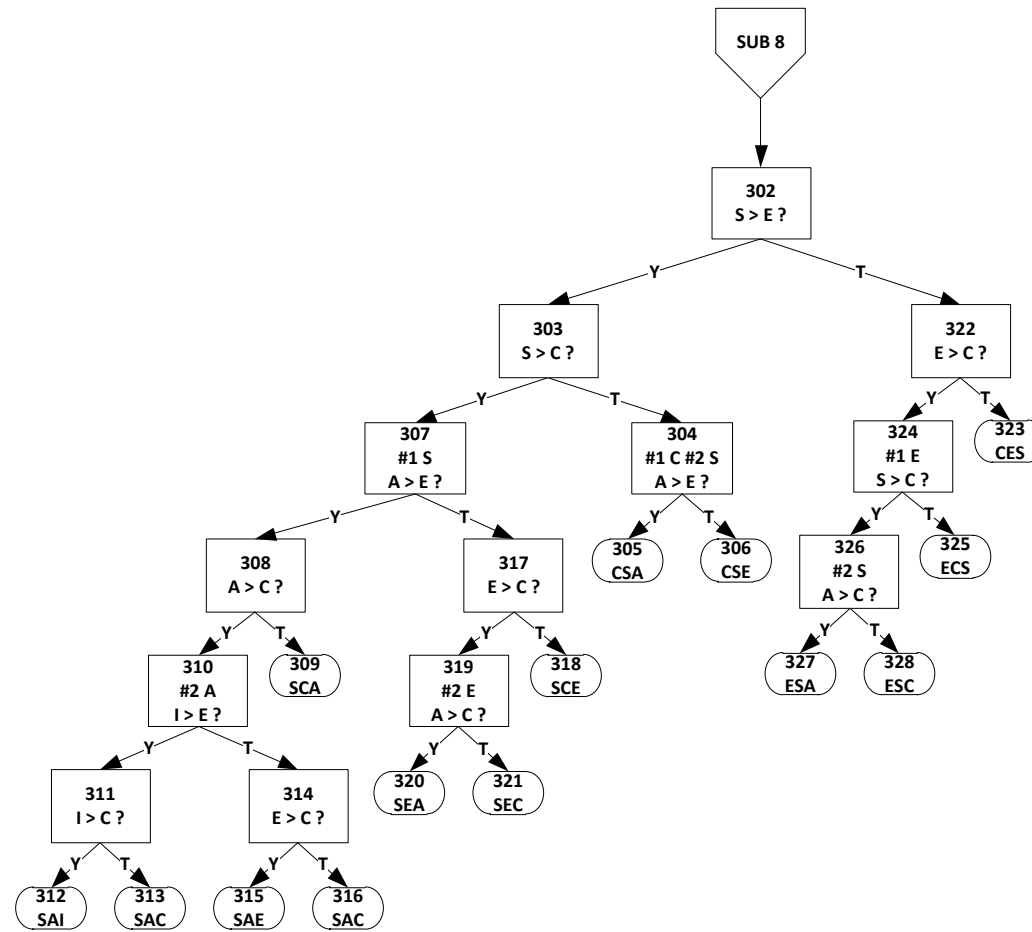 SUB 8
302
S > E ?
Y
T
303
S > C ?
322
E > C ?
Y
T
Y
T
307
#1 S
A > E ?
304
#1 C #2 S
A > E ?
324
#1 E
S > C ?
323
CES
Y
T
Y
T
Y
T
308
A > C ?
317
E > C ?
305
CSA
306
CSE
326
#2 S
A > C ?
325
ECS
Y
T
Y
T
Y
T
310
#2 A
I > E ?
309
SCA
319
#2 E
A > C ?
318
SCE
327
ESA
328
ESC
Y
T
Y
T
311
I > C ?
314
E > C ?
320
SEA
321
SEC
Y
T
Y
T
312
SAI
313
SAC
315
SAE
316
SAC